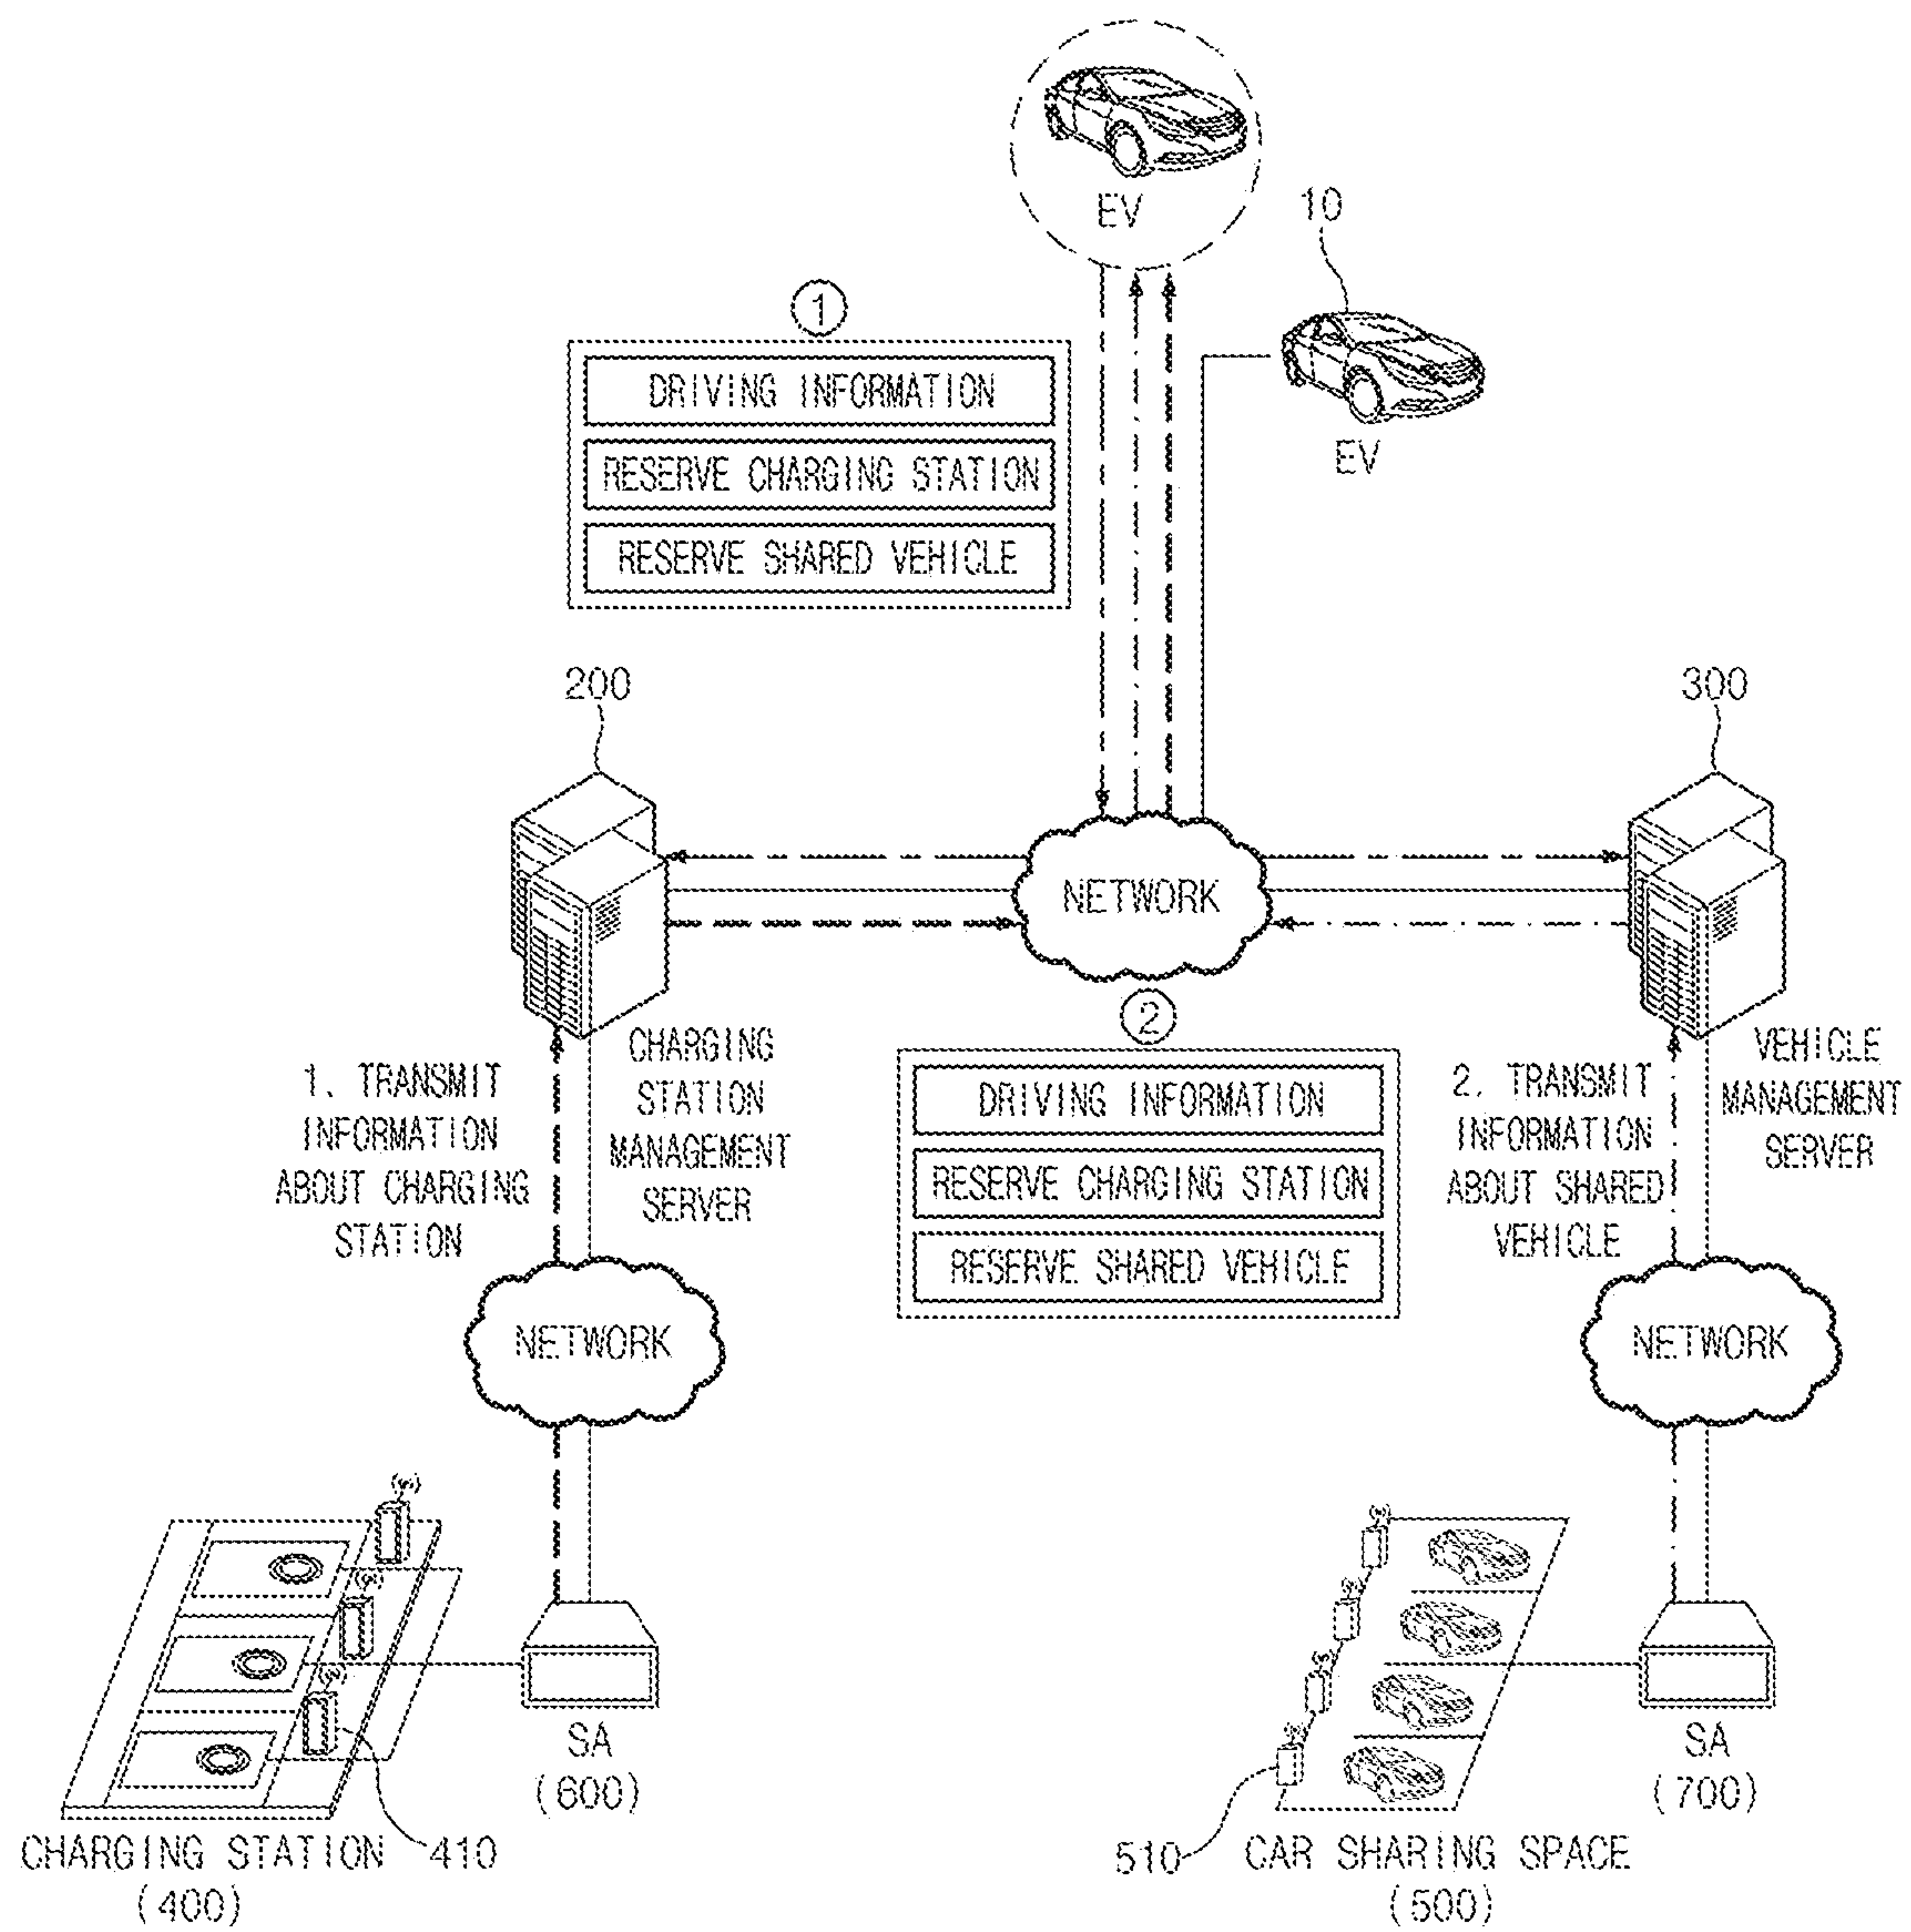 EV
10
EV
1
DRIVING INFORMATION
RESERVE CHARGING STATION
RESERVE SHARED VEHICLE
200
300
NETWORK
CHARGING
STATION
MANAGEMENT
SERVER
1. TRANSMIT
INFORMATION
ABOUT CHARGING
STATION
2
DRIVING INFORMATION
RESERVE CHARGING STATION
RESERVE SHARED VEHICLE
2. TRANSMIT
INFORMATION
ABOUT SHARED
VEHICLE
VEHICLE
MANAGEMENT
SERVER
NETWORK
NETWORK
SA
(600)
SA
(700)
410
CHARGING STATION
(400)
510
CAR SHARING SPACE
(500)